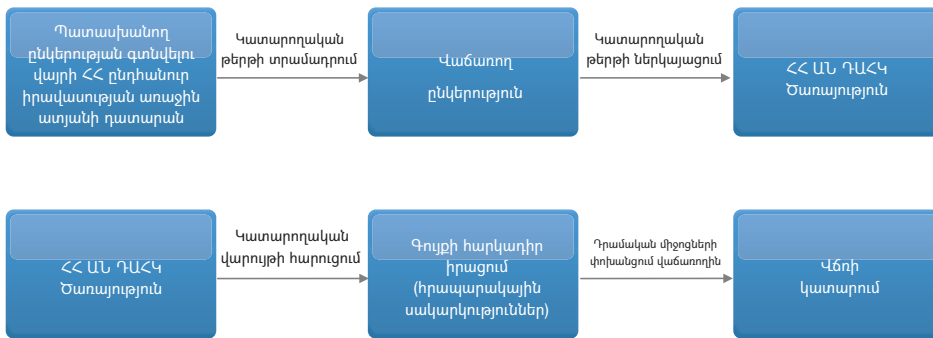 Պատասխանող
ընկերության գտնվելու
վայրի ՀՀ ընդհանուր
իրավասության առաջին
ատյանի դատարան
Կատարողական
թերթի տրամադրում
Վաճառող
ընկերություն
Կատարողական
թերթի ներկայացում
ՀՀ ԱՆ ԴԱՀԿ
Ծառայություն
ՀՀ ԱՆ ԴԱՀԿ
Ծառայություն
Կատարողական
վարույթի հարուցում
Գույքի հարկադիր
իրացում
(հրապարակային
սակարկություններ)
Դրամական միջոցների
փոխանցում վաճառողին
Վճռի
կատարում